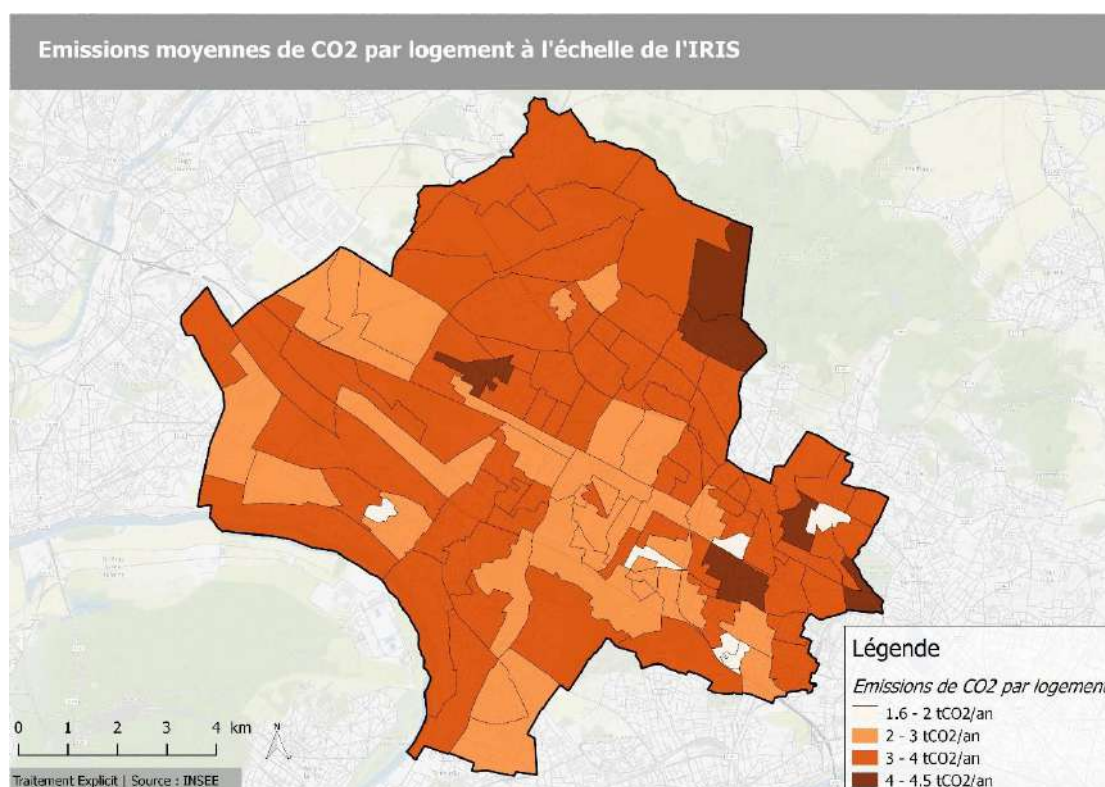 Emissions moyennes de CO2 par logement à l'échelle de l'IRIS
Légende
Emissions de CO2 par logement
1.6 - 2 tCO2/an
2 - 3 tCO2/an
3 - 4 tCO2/an
4 - 4.5 tCO2/an
0 1 2 3 4 km
N
Traitement Explicit | Source : INSEE